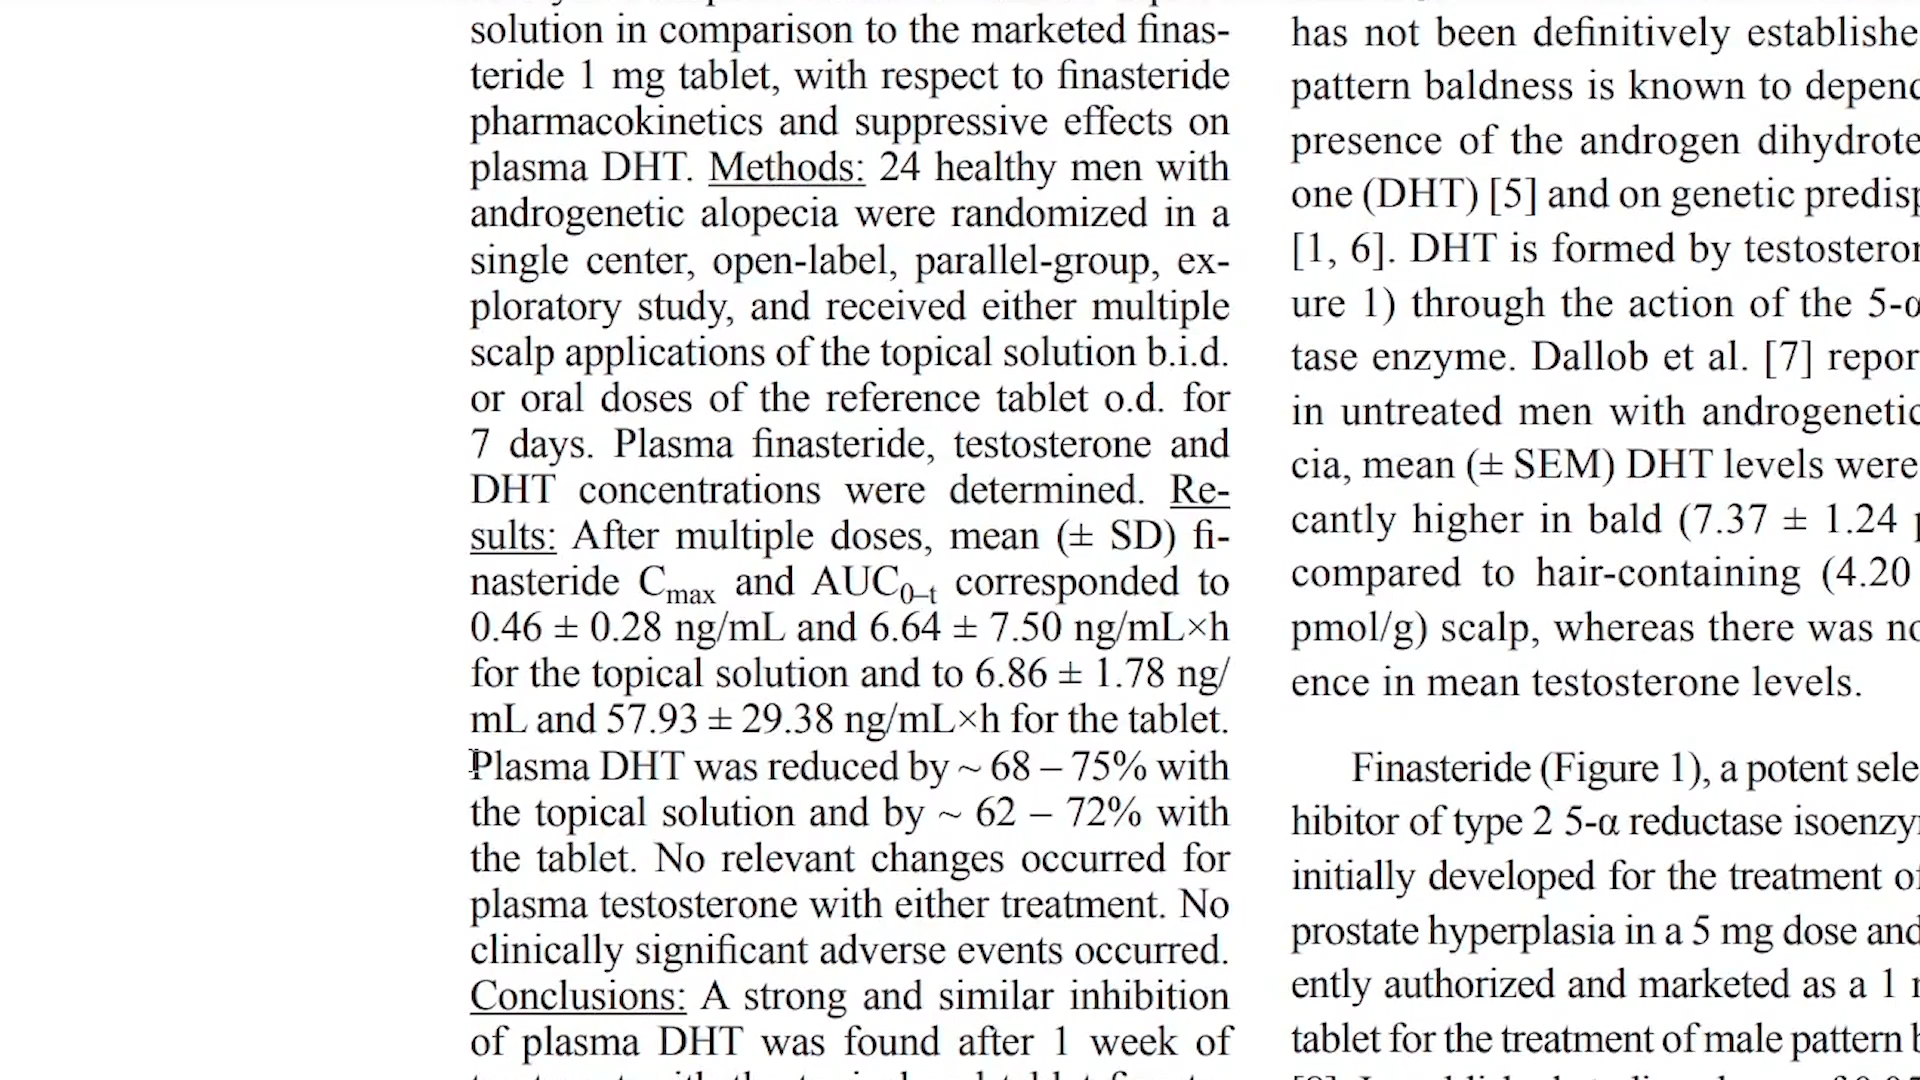 solution in comparison to the marketed finas-
teride 1 mg tablet, with respect to finasteride
pharmacokinetics and suppressive effects on
plasma DHT. Methods: 24 healthy men with
androgenetic alopecia were randomized in a
single center, open-label, parallel-group, ex-
ploratory study, and received either multiple
scalp applications of the topical solution b.i.d.
or oral doses of the reference tablet o.d. for
7 days. Plasma finasteride, testosterone and
DHT concentrations were determined. Re-
sults: After multiple doses, mean (± SD) fi-
nasteride Cmax and AUC0–t corresponded to
0.46 ± 0.28 ng/mL and 6.64 ± 7.50 ng/mL×h
for the topical solution and to 6.86 ± 1.78 ng/
mL and 57.93 ± 29.38 ng/mL×h for the tablet.
Plasma DHT was reduced by ~ 68 – 75% with
the topical solution and by ~ 62 – 72% with
the tablet. No relevant changes occurred for
plasma testosterone with either treatment. No
clinically significant adverse events occurred.
Conclusions: A strong and similar inhibition
of plasma DHT was found after 1 week of
has not been definitively establishe
pattern baldness is known to depend
presence of the androgen dihydrote
one (DHT) [5] and on genetic predisp
[1, 6]. DHT is formed by testosteron
ure 1) through the action of the 5-α
tase enzyme. Dallob et al. [7] repor
in untreated men with androgenetic
cia, mean (± SEM) DHT levels were
cantly higher in bald (7.37 ± 1.24 p
compared to hair-containing (4.20
pmol/g) scalp, whereas there was no
ence in mean testosterone levels.
Finasteride (Figure 1), a potent sele
hibitor of type 2 5-α reductase isoenzy
initially developed for the treatment of
prostate hyperplasia in a 5 mg dose and
ently authorized and marketed as a 1
tablet for the treatment of male pattern b